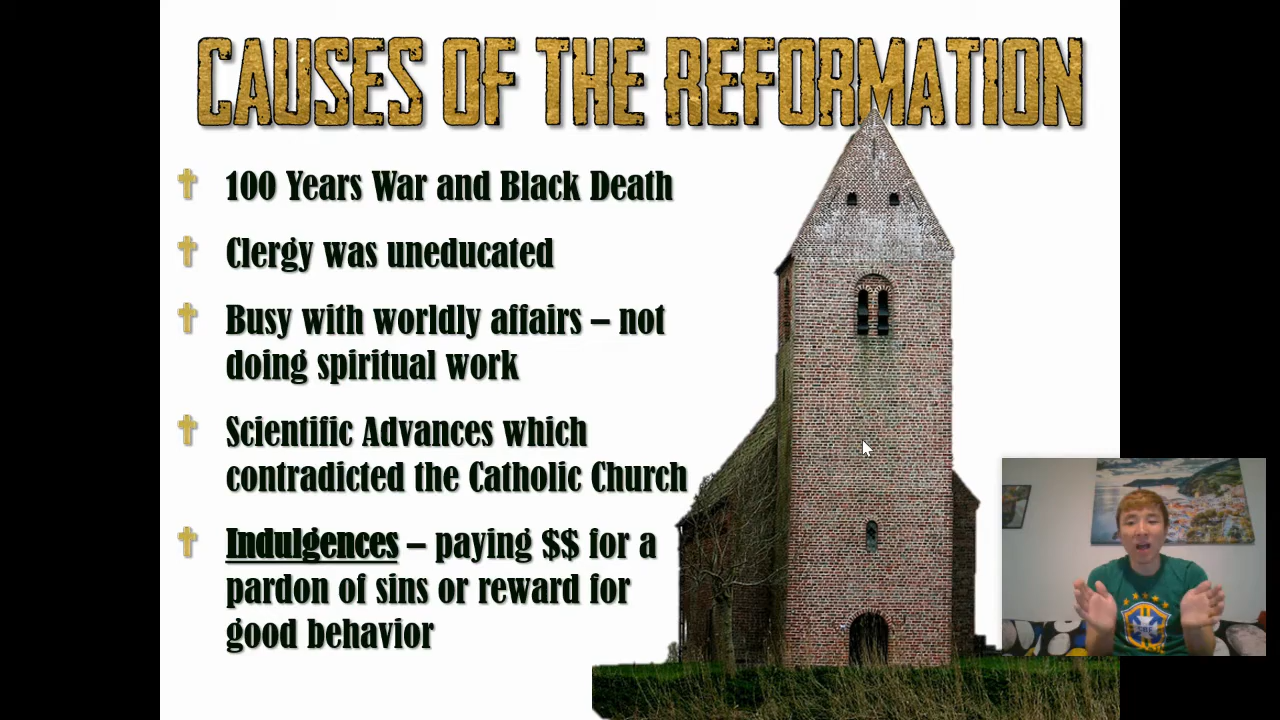 CAUSES OF THE REFORMATION
100 Years War and Black Death
Clergy was uneducated
Busy with worldly affairs – not
doing spiritual work
Scientific Advances which
contradicted the Catholic Church
Indulgences – paying $$ for a
pardon of sins or reward for
good behavior